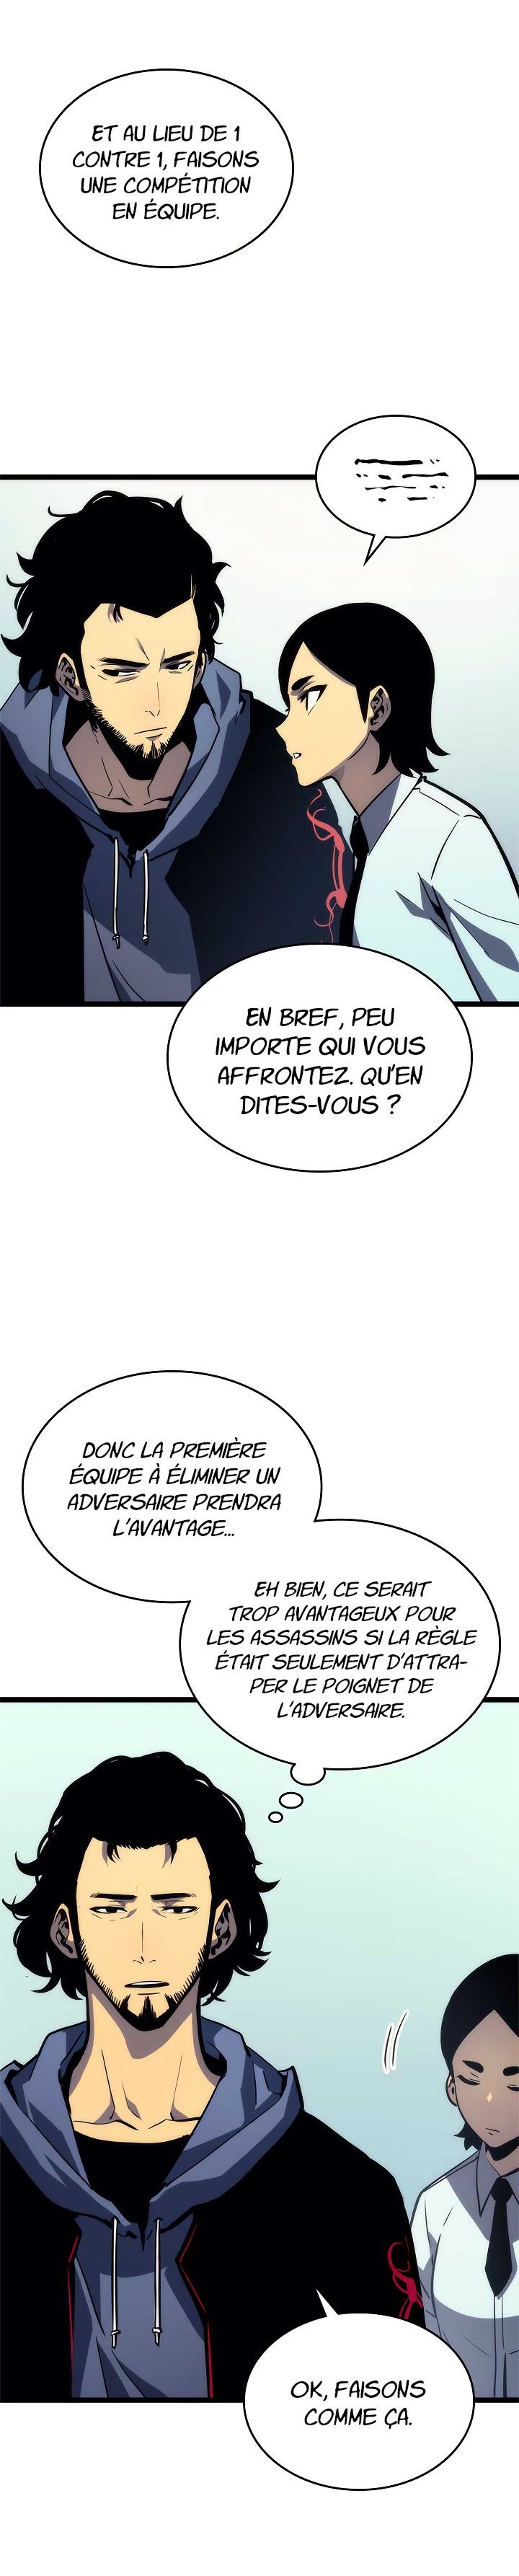 ET AU LIEU DE 1
CONTRE 1, FAISONS
UNE COMPÉTITION
EN ÉQUIPE.
EN BREF, PEU
IMPORTE QUI VOUS
AFFRONTEZ. QU'EN
DITES-VOUS ?
DONC LA PREMIÈRE
ÉQUIPE À ÉLIMINER UN
ADVERSAIRE PRENDRA
L'AVANTAGE...
EH BIEN, CE SERAIT
TROP AVANTAGEUX POUR
LES ASSASSINS SI LA RÈGLE
ÉTAIT SEULEMENT D'ATTRA-
PER LE POIGNET DE
L'ADVERSAIRE.
OK, FAISONS
COMME ÇA.